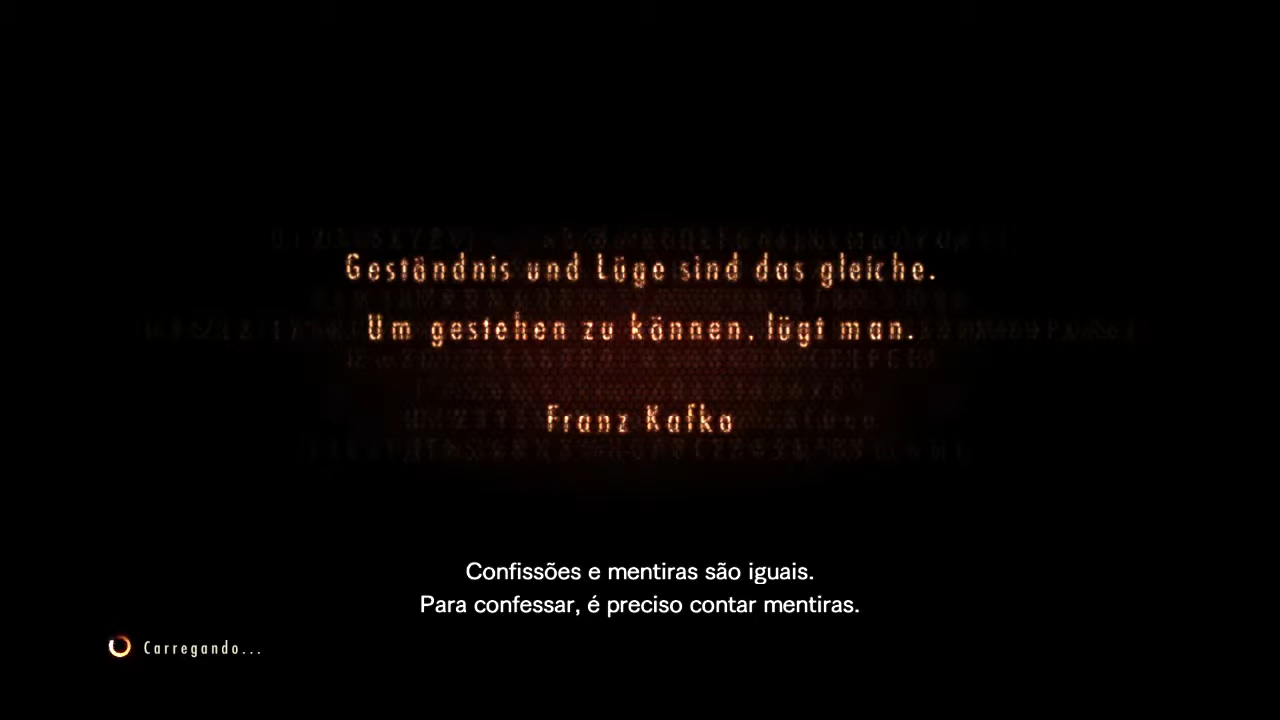 Geständnis und Lüge sind das gleiche.
Um gestehen zu können, lügt man.
Franz Kafka
Confissões e mentiras são iguais.
Para confessar, é preciso contar mentiras.
Carregando...